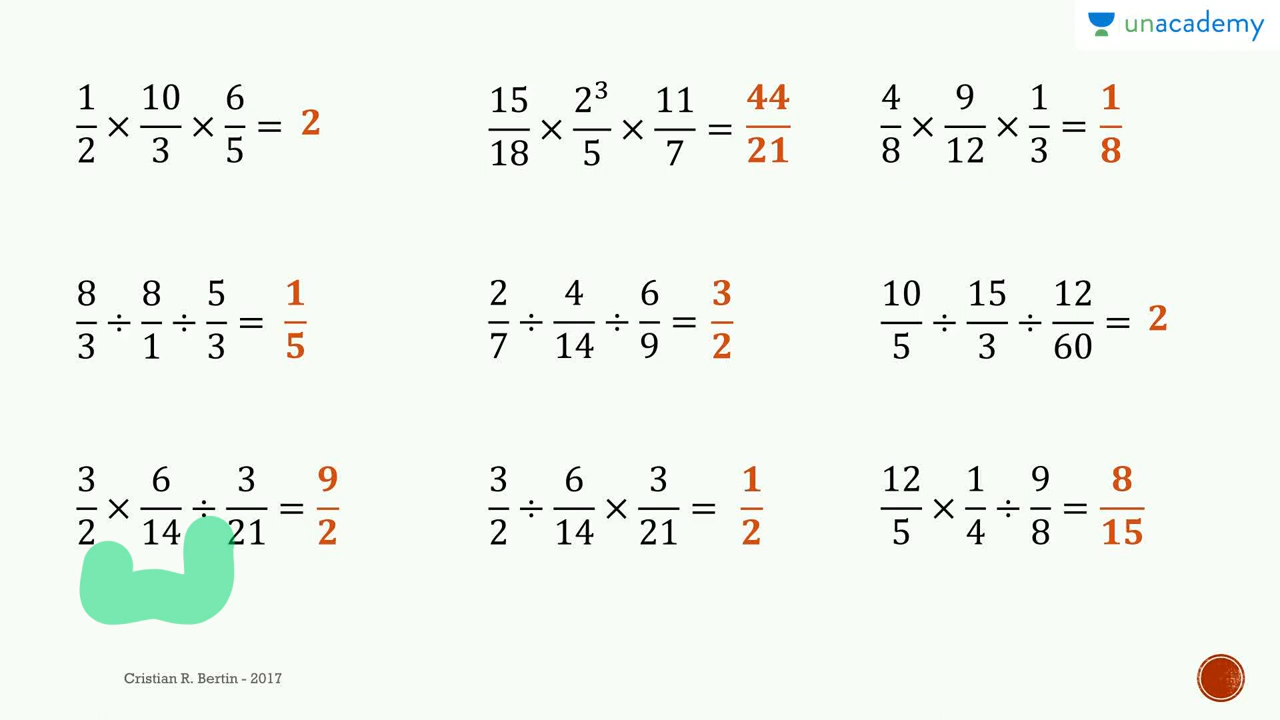 unacademy
1/2 × 10/3 × 6/5 = 2
15/18 × 2³/5 × 11/7 = 44/21
4/8 × 9/12 × 1/3 = 1/8
8/3 ÷ 8/1 ÷ 5/3 = 1/5
2/7 ÷ 4/14 ÷ 6/9 = 3/2
10/5 ÷ 15/3 ÷ 12/60 = 2
3/2 × 6/14 ÷ 3/21 = 9/2
3/2 ÷ 6/14 × 3/21 = 1/2
12/5 × 1/4 ÷ 9/8 = 8/15
Cristian R. Bertin - 2017